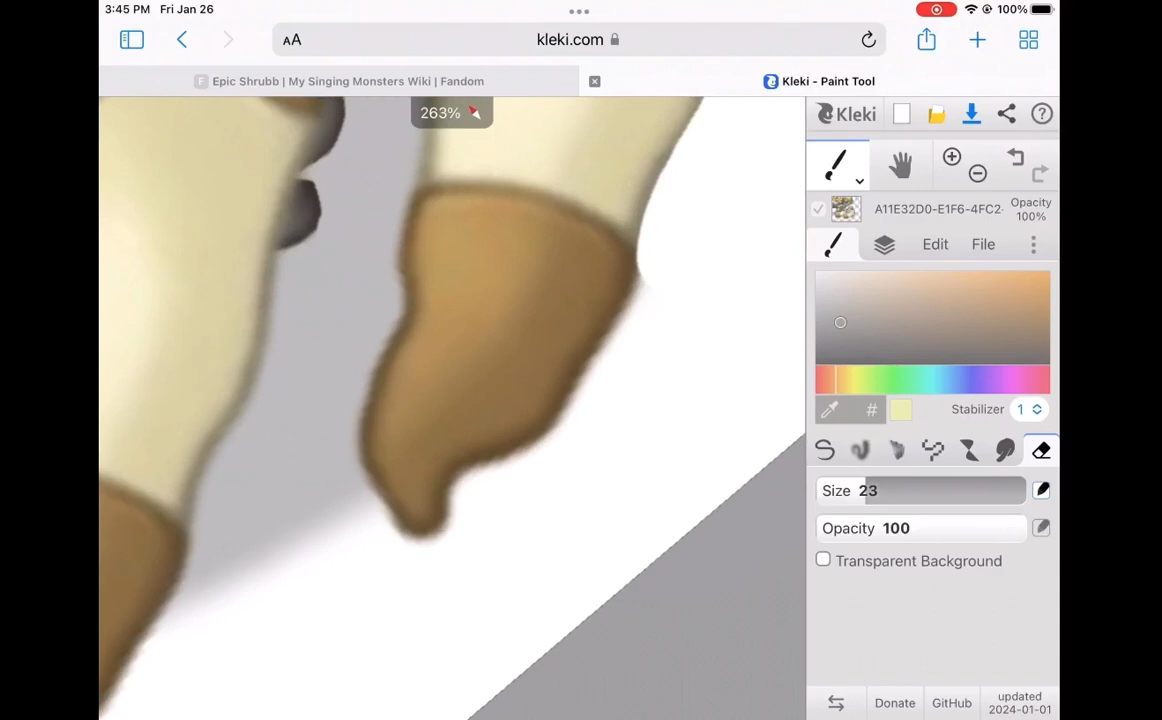 3:45 PM Fri Jan 26
100%
AA
kleki.com
Epic Shrubb | My Singing Monsters Wiki | Fandom
Kleki - Paint Tool
263%
Kleki
A11E32D0-E1F6-4FC2-
Opacity
100%
Edit
File
#
Stabilizer
1
Size 23
Opacity 100
Transparent Background
Donate
GitHub
updated
2024-01-01